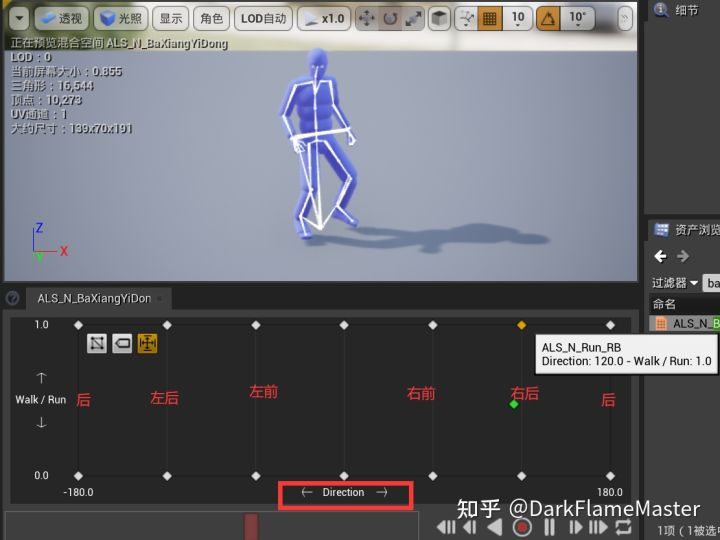 透视
光照
显示
角色
LOD自动
x1.0
10
10°
细节
正在预览混合空间 ALS_N_BaXiangYiDong
LOD：0
当前屏幕大小：0.855
三角形：16,544
顶点：10,273
UV通道：1
大约尺寸：139x70x191
Z
X
Y
资产浏览
过滤器
ba
命名
ALS_N_B
ALS_N_BaXiangYiDon
1.0
ALS_N_Run_RB
Direction: 120.0 - Walk / Run: 1.0
Walk / Run
后
左后
左前
右前
右后
后
0.0
-180.0
← Direction →
180.0
知乎 @DarkFlameMaster
1项（1被选中